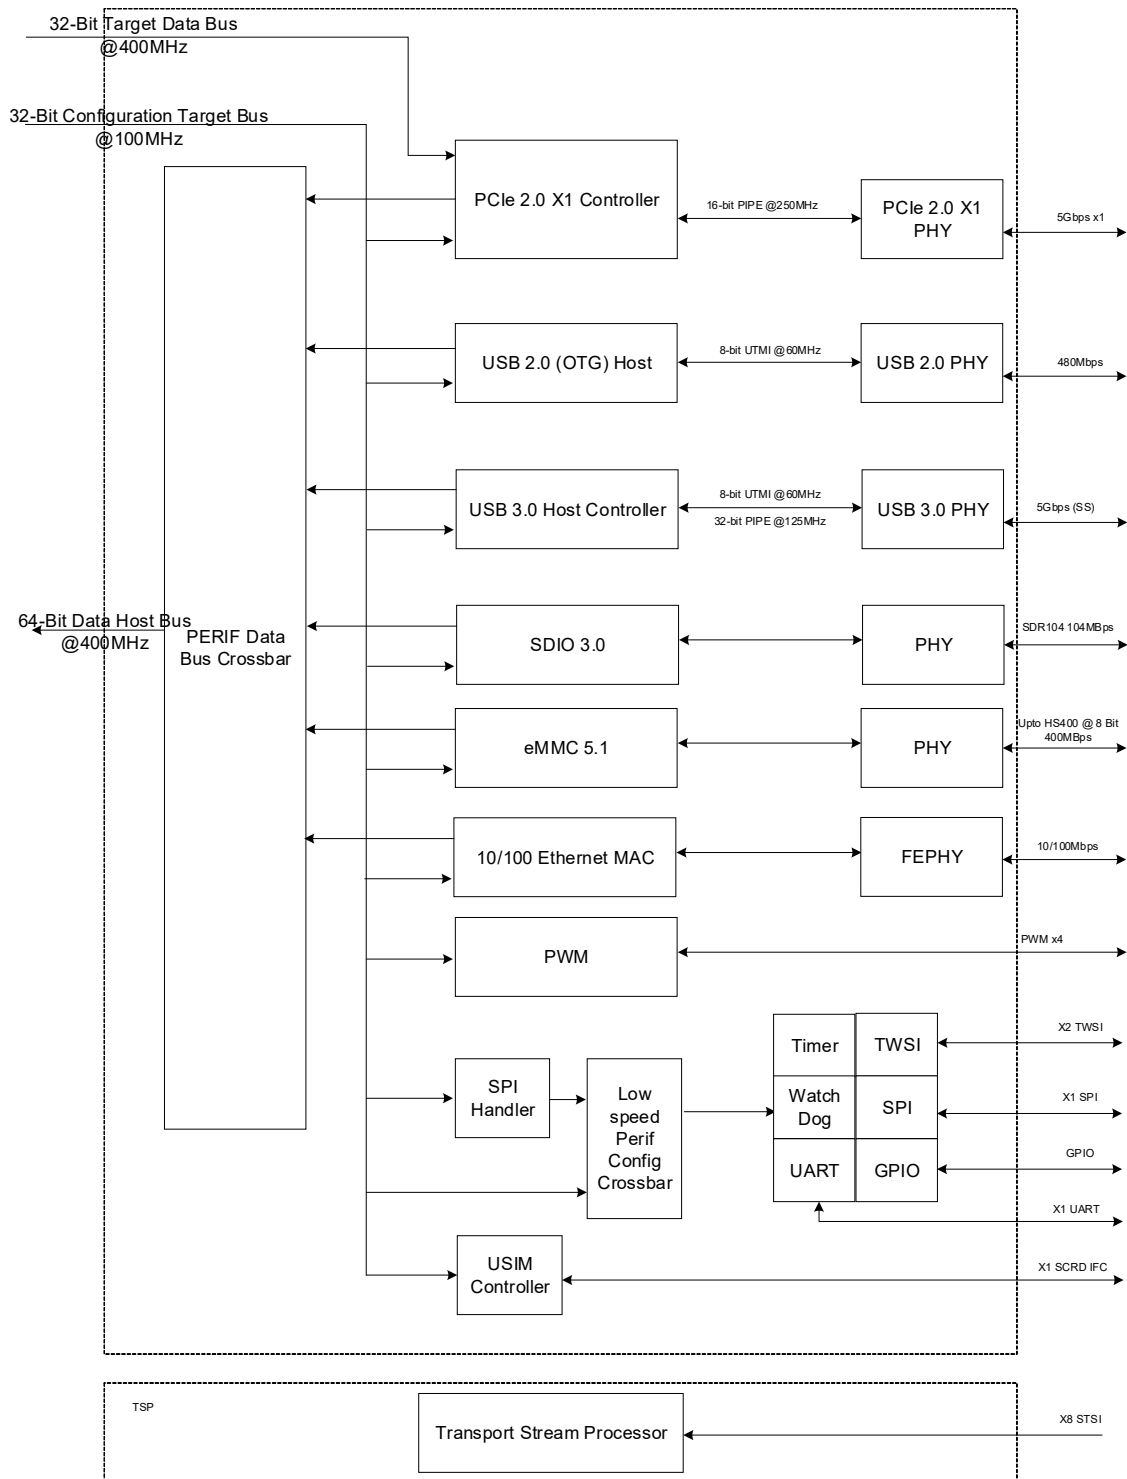 32-Bit Target Data Bus
@400MHz
32-Bit Configuration Target Bus
@100MHz
PCIe 2.0 X1 Controller
16-bit PIPE @250MHz
PCIe 2.0 X1
PHY
5Gbps x1
USB 2.0 (OTG) Host
8-bit UTMI @60MHz
USB 2.0 PHY
480Mbps
USB 3.0 Host Controller
8-bit UTMI @60MHz
32-bit PIPE @125MHz
USB 3.0 PHY
5Gbps (SS)
64-Bit Data Host Bus
@400MHz
PERIF Data
Bus Crossbar
SDIO 3.0
PHY
SDR104 104MBps
eMMC 5.1
PHY
Upto HS400 @ 8 Bit
400MBps
10/100 Ethernet MAC
FEPHY
10/100Mbps
PWM
PWM x4
SPI
Handler
Low
speed
Perif
Config
Crossbar
Timer
TWSI
X2 TWSI
Watch
Dog
SPI
X1 SPI
UART
GPIO
GPIO
X1 UART
USIM
Controller
X1 SCRD IFC
TSP
Transport Stream Processor
X8 STSI